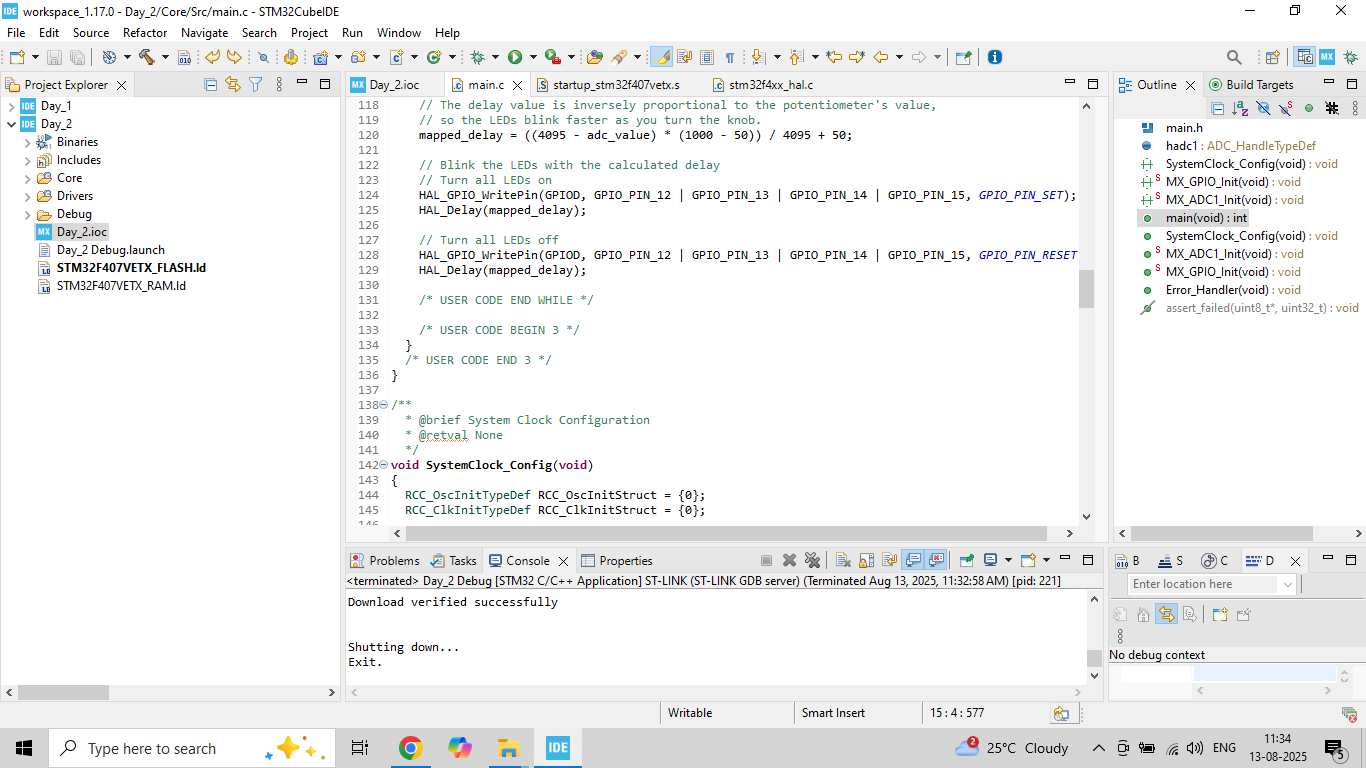 IDE workspace_1.17.0 - Day_2/Core/Src/main.c - STM32CubeIDE
File Edit Source Refactor Navigate Search Project Run Window Help
Project Explorer
IDE Day_1
IDE Day_2
Binaries
Includes
Core
Drivers
Debug
MX Day_2.ioc
Day_2 Debug.launch
STM32F407VETX_FLASH.ld
STM32F407VETX_RAM.ld
MX Day_2.ioc main.c startup_stm32f407vetx.s stm32f4xx_hal.c
118 // The delay value is inversely proportional to the potentiometer's value,
119 // so the LEDs blink faster as you turn the knob.
120 mapped_delay = ((4095 - adc_value) * (1000 - 50)) / 4095 + 50;
121
122 // Blink the LEDs with the calculated delay
123 // Turn all LEDs on
124 HAL_GPIO_WritePin(GPIOD, GPIO_PIN_12 | GPIO_PIN_13 | GPIO_PIN_14 | GPIO_PIN_15, GPIO_PIN_SET);
125 HAL_Delay(mapped_delay);
126
127 // Turn all LEDs off
128 HAL_GPIO_WritePin(GPIOD, GPIO_PIN_12 | GPIO_PIN_13 | GPIO_PIN_14 | GPIO_PIN_15, GPIO_PIN_RESET
129 HAL_Delay(mapped_delay);
130
131 /* USER CODE END WHILE */
132
133 /* USER CODE BEGIN 3 */
134 }
135 /* USER CODE END 3 */
136 }
137
138 /**
139 * @brief System Clock Configuration
140 * @retval None
141 */
142 void SystemClock_Config(void)
143 {
144 RCC_OscInitTypeDef RCC_OscInitStruct = {0};
145 RCC_ClkInitTypeDef RCC_ClkInitStruct = {0};
Outline Build Targets
main.h
hadc1 : ADC_HandleTypeDef
SystemClock_Config(void) : void
MX_GPIO_Init(void) : void
MX_ADC1_Init(void) : void
main(void) : int
SystemClock_Config(void) : void
MX_ADC1_Init(void) : void
MX_GPIO_Init(void) : void
Error_Handler(void) : void
assert_failed(uint8_t*, uint32_t) : void
Problems Tasks Console Properties
<terminated> Day_2 Debug [STM32 C/C++ Application] ST-LINK (ST-LINK GDB server) (Terminated Aug 13, 2025, 11:32:58 AM) [pid: 221]
Download verified successfully
Shutting down...
Exit.
B S C D
Enter location here
No debug context
Writable Smart Insert 15 : 4 : 577
Type here to search
IDE
2 25°C Cloudy
ENG
11:34
13-08-2025
5